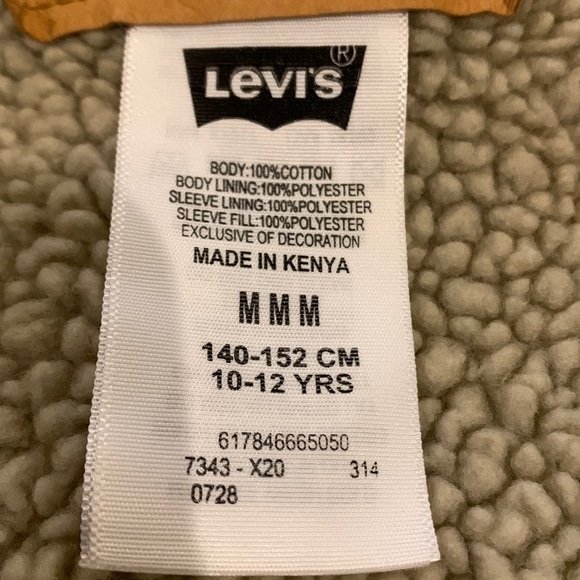 LEVI'S®
BODY:100%COTTON
BODY LINING:100%POLYESTER
SLEEVE LINING:100%POLYESTER
SLEEVE FILL:100%POLYESTER
EXCLUSIVE OF DECORATION
MADE IN KENYA
M M M
140-152 CM
10-12 YRS
617846665050
7343 - X20 314
0728